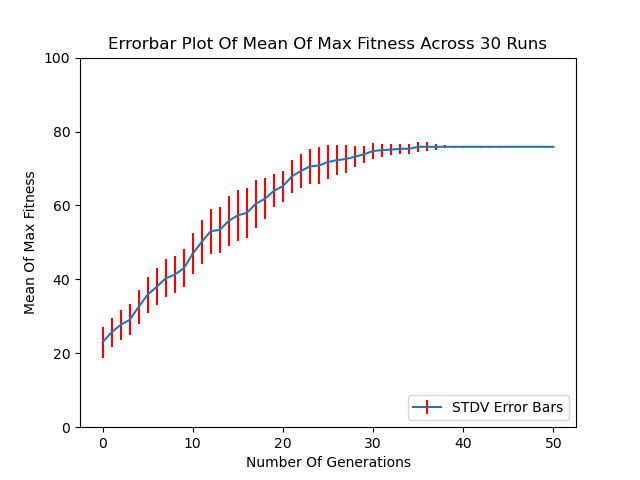 Errorbar Plot Of Mean Of Max Fitness Across 30 Runs
100
80
60
40
20
0
Mean Of Max Fitness
STDV Error Bars
0 10 20 30 40 50
Number Of Generations